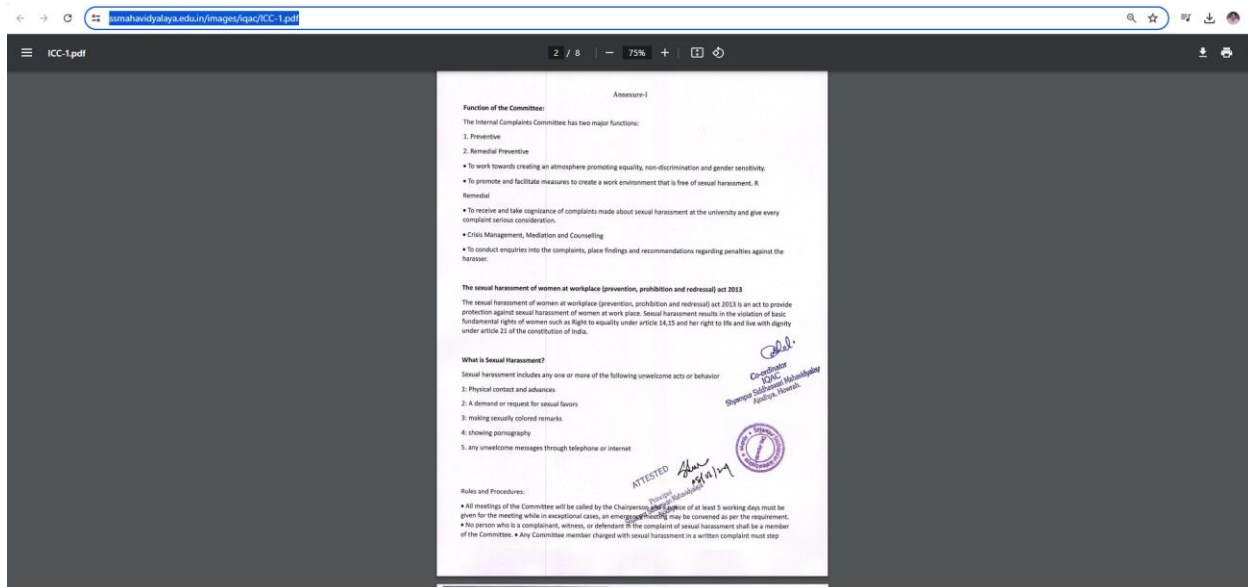 ssmahavidyalaya.edu.in/images/iqac/ICC-1.pdf
ICC-1.pdf
2 / 8
75%
Annexure-I
Function of the Committee:
The Internal Complaints Committee has two major functions:
1. Preventive
2. Remedial Preventive
• To work towards creating an atmosphere promoting equality, non-discrimination and gender sensitivity.
• To promote and facilitate measures to create a work environment that is free of sexual harassment. R
Remedial
• To receive and take cognizance of complaints made about sexual harassment at the university and give every
complaint serious consideration.
• Crisis Management, Mediation and Counselling
• To conduct enquiries into the complaints, place findings and recommendations regarding penalties against the
harasser.
The sexual harassment of women at workplace (prevention, prohibition and redressal) act 2013
The sexual harassment of women at workplace (prevention, prohibition and redressal) act 2013 is an act to provide
protection against sexual harassment of women at work place. Sexual harassment results in the violation of basic
fundamental rights of women such as Right to equality under article 14,15 and her right to life and live with dignity
under article 21 of the constitution of India.
What is Sexual Harassment?
Sexual harassment includes any one or more of the following unwelcome acts or behavior
1: Physical contact and advances
2: A demand or request for sexual favors
3: making sexually colored remarks
4: showing pornography
5. any unwelcome messages through telephone or internet
Co-ordinator
IQAC
Shyampur Siddheswari Mahavidyalay
Ajodhya, Howrah.
ATTESTED
Principal
Rules and Procedures:
• All meetings of the Committee will be called by the Chairperson and a notice of at least 5 working days must be
given for the meeting while in exceptional cases, an emergency meeting may be convened as per the requirement.
• No person who is a complainant, witness, or defendant in the complaint of sexual harassment shall be a member
of the Committee. • Any Committee member charged with sexual harassment in a written complaint must step